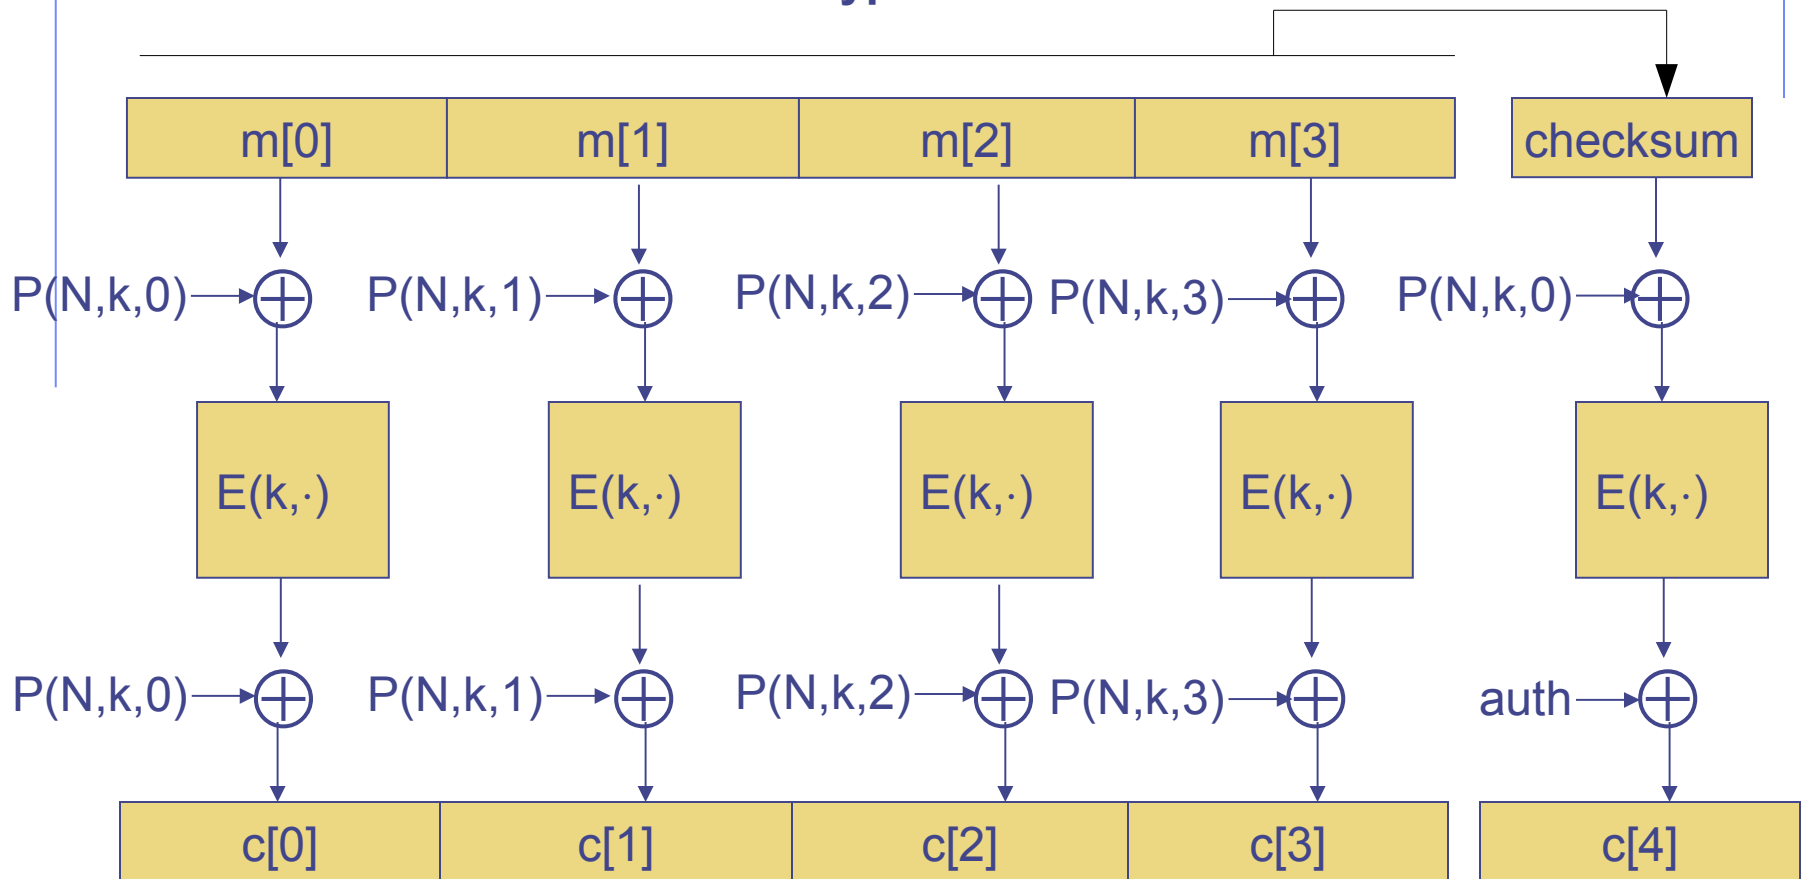 m[0] m[1] m[2] m[3] checksum
P(N,k,0) P(N,k,1) P(N,k,2) P(N,k,3) P(N,k,0)
E(k,·) E(k,·) E(k,·) E(k,·) E(k,·)
P(N,k,0) P(N,k,1) P(N,k,2) P(N,k,3) auth
c[0] c[1] c[2] c[3] c[4]